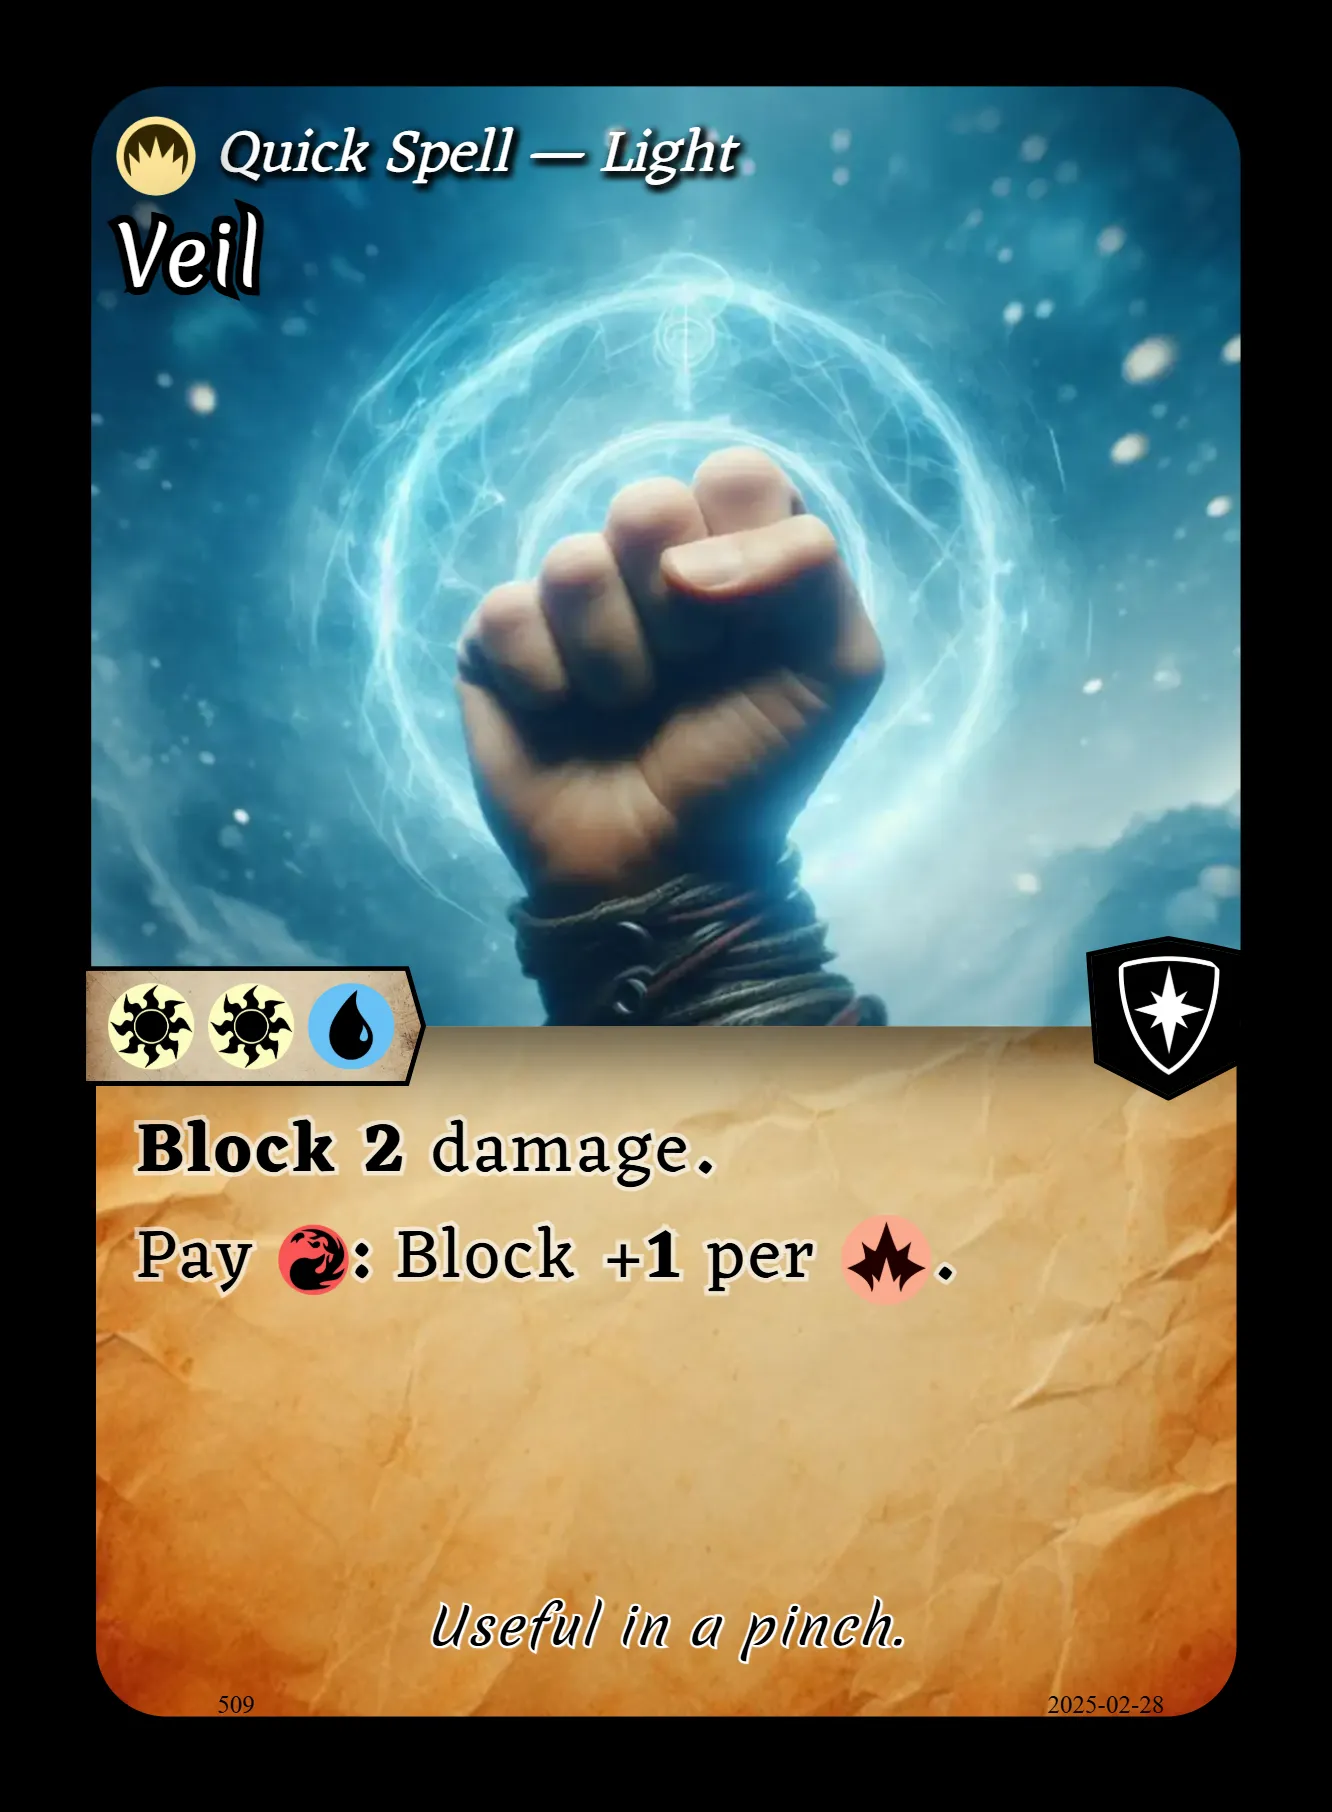 Quick Spell — Light
Veil
Block 2 damage.
Pay : Block +1 per .
Useful in a pinch.
509
2025-02-28